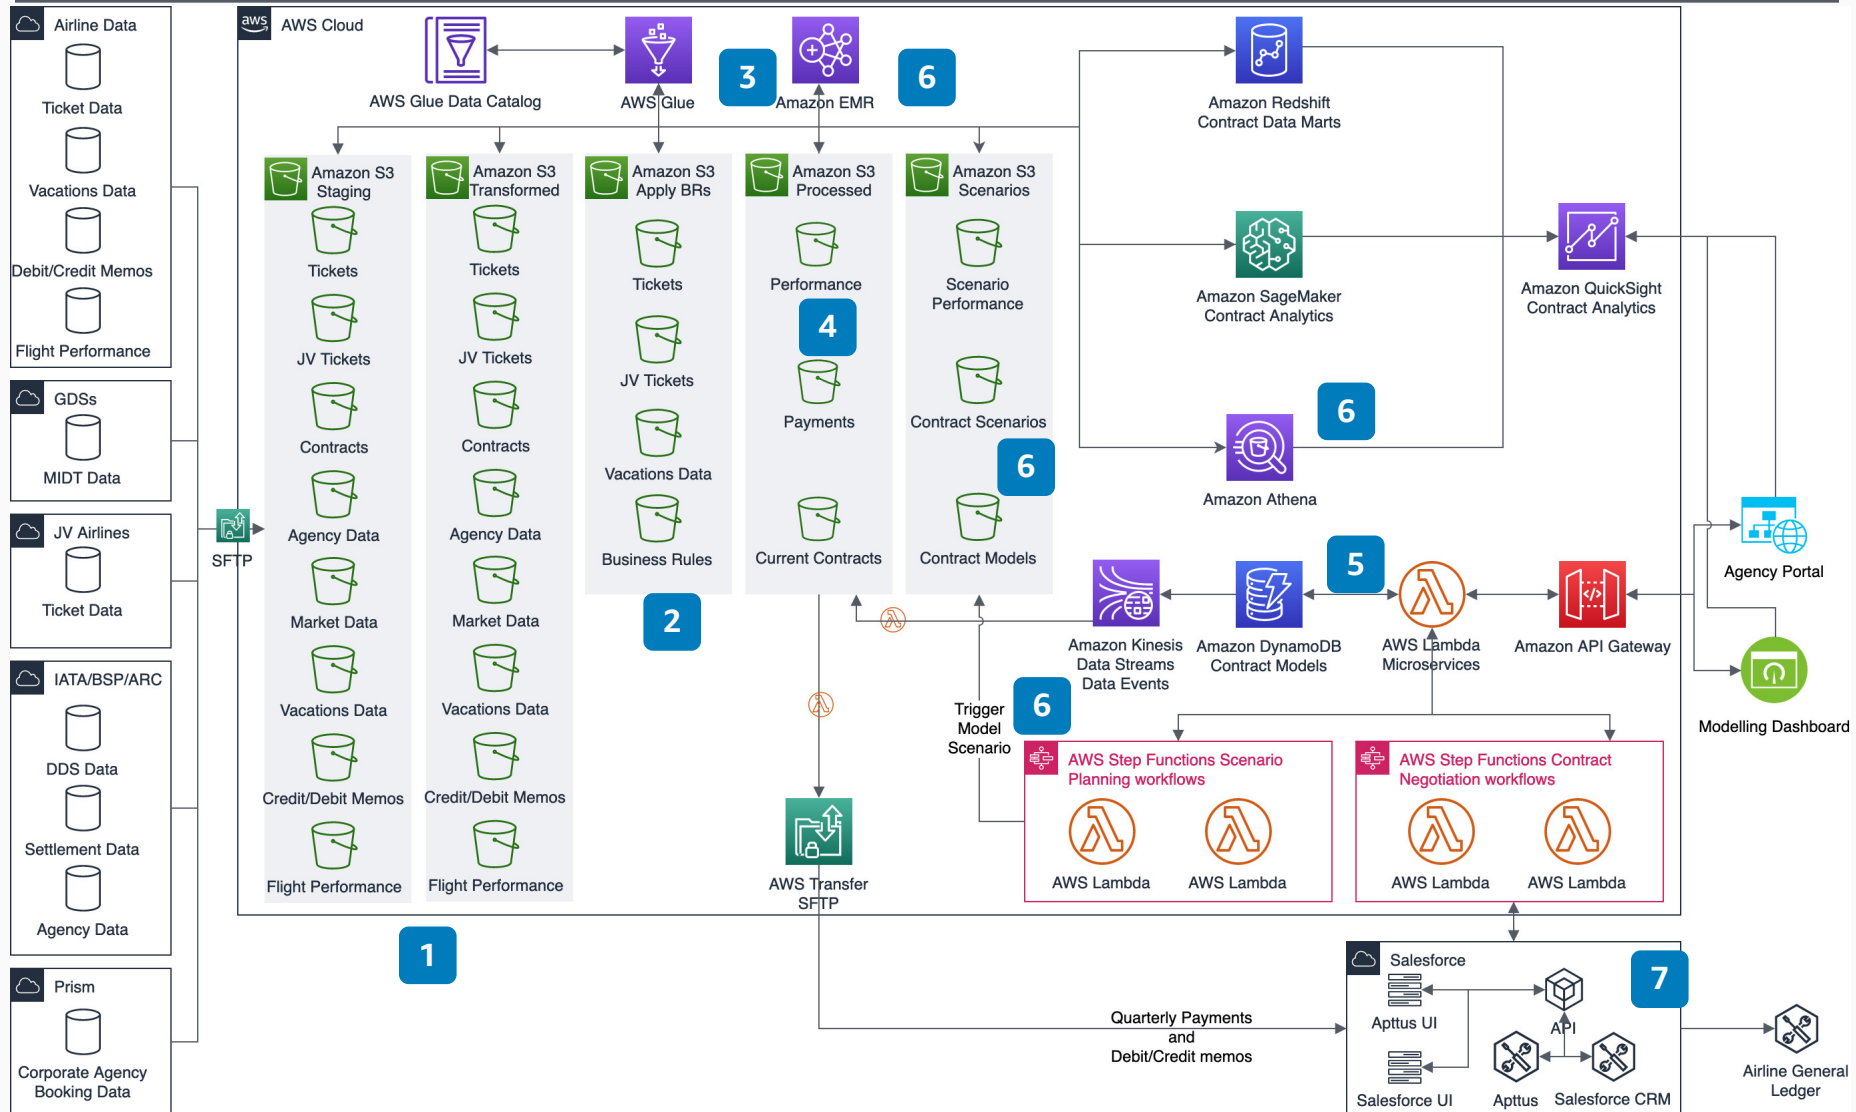 Airline Data
Ticket Data
Vacations Data
Debit/Credit Memos
Flight Performance
GDSs
MIDT Data
JV Airlines
Ticket Data
IATA/BSP/ARC
DDS Data
Settlement Data
Agency Data
Prism
Corporate Agency
Booking Data
SFTP
aws
AWS Cloud
AWS Glue Data Catalog
AWS Glue
3
Amazon EMR
6
Amazon S3
Staging
Tickets
JV Tickets
Contracts
Agency Data
Market Data
Vacations Data
Credit/Debit Memos
Flight Performance
1
Amazon S3
Transformed
Tickets
JV Tickets
Contracts
Agency Data
Market Data
Vacations Data
Credit/Debit Memos
Flight Performance
Amazon S3
Apply BRs
Tickets
JV Tickets
Vacations Data
Business Rules
2
Amazon S3
Processed
Performance
4
Payments
Current Contracts
Amazon S3
Scenarios
Scenario
Performance
Contract Scenarios
6
Contract Models
Amazon Redshift
Contract Data Marts
Amazon SageMaker
Contract Analytics
Amazon QuickSight
Contract Analytics
6
Amazon Athena
Amazon Kinesis
Data Streams
Data Events
Amazon DynamoDB
Contract Models
5
AWS Lambda
Microservices
Amazon API Gateway
Agency Portal
Modelling Dashboard
Trigger
Model
Scenario
6
AWS Step Functions Scenario
Planning workflows
AWS Lambda
AWS Lambda
AWS Step Functions Contract
Negotiation workflows
AWS Lambda
AWS Lambda
AWS Transfer
SFTP
Quarterly Payments
and
Debit/Credit memos
Salesforce
7
Apttus UI
API
Salesforce UI
Apttus
Salesforce CRM
Airline General
Ledger